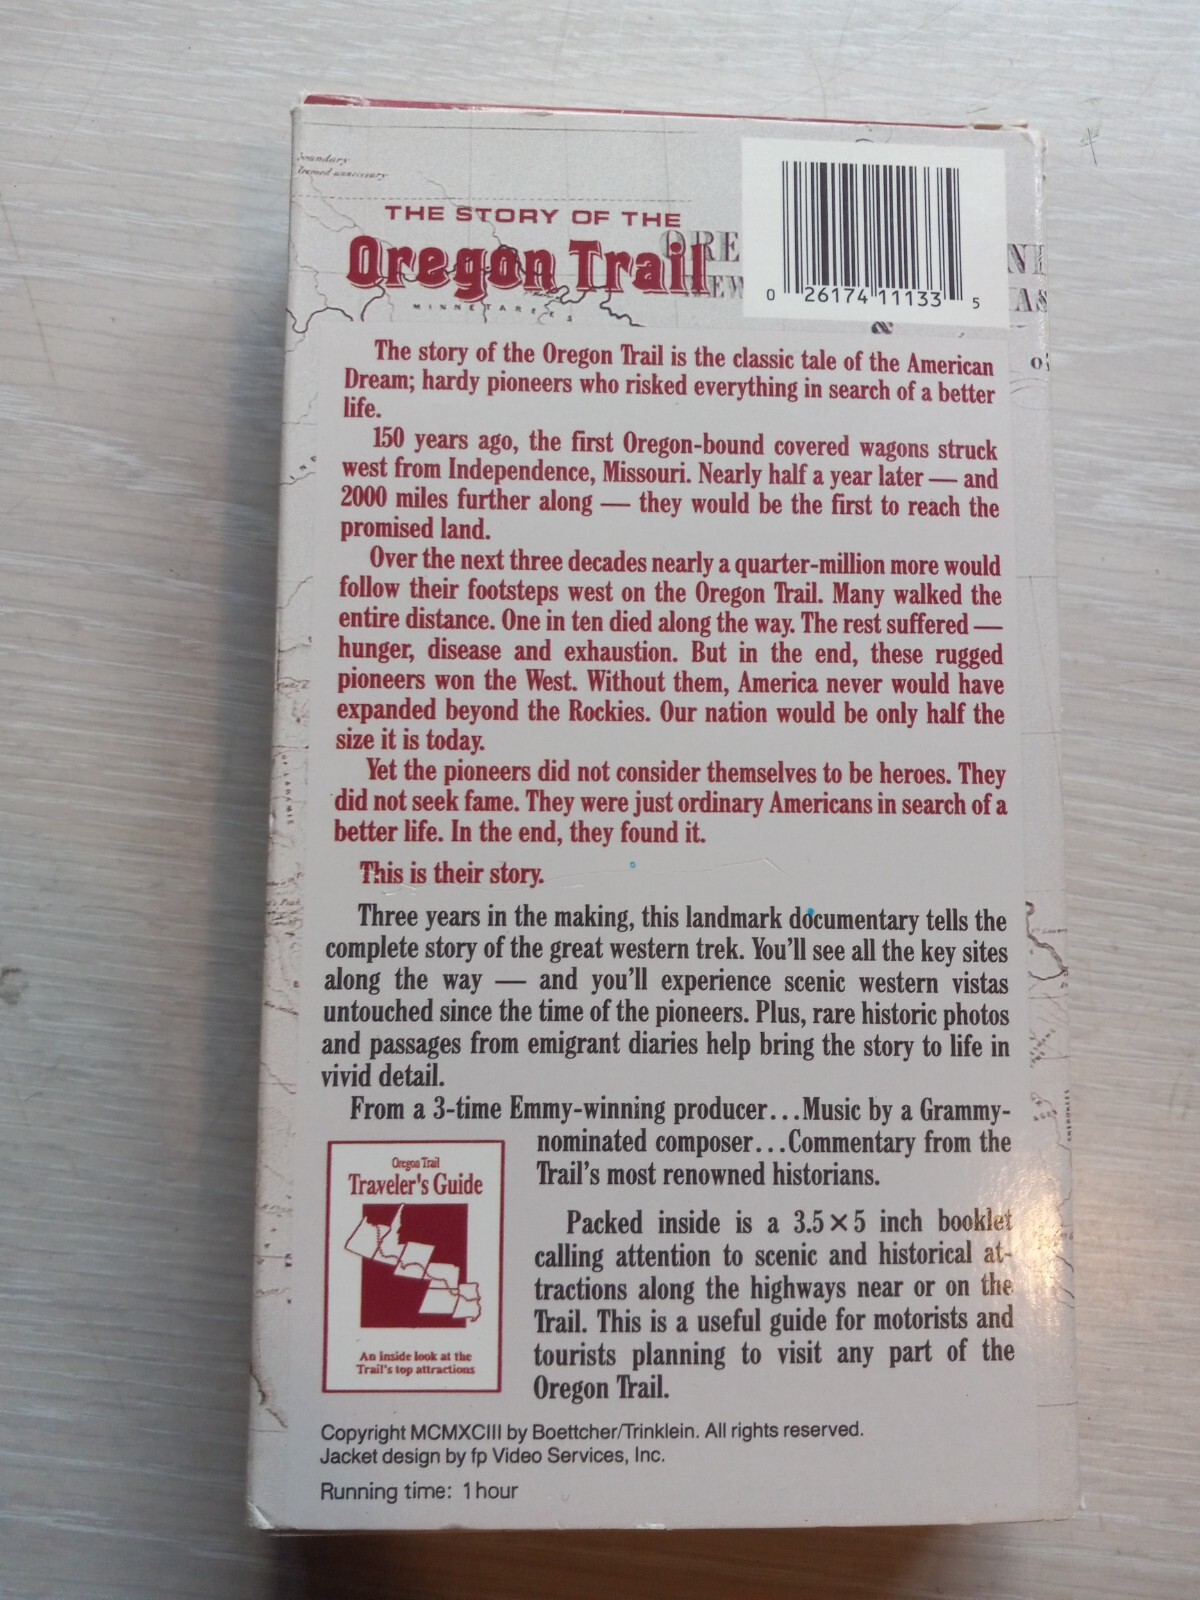 boundary
THE STORY OF THE
Oregon Trail
MINNETAREES
ORE
0 26174 11133 5
AS
&
The story of the Oregon Trail is the classic tale of the American
Dream; hardy pioneers who risked everything in search of a better
life.
150 years ago, the first Oregon-bound covered wagons struck
west from Independence, Missouri. Nearly half a year later — and
2000 miles further along — they would be the first to reach the
promised land.
Over the next three decades nearly a quarter-million more would
follow their footsteps west on the Oregon Trail. Many walked the
entire distance. One in ten died along the way. The rest suffered —
hunger, disease and exhaustion. But in the end, these rugged
pioneers won the West. Without them, America never would have
expanded beyond the Rockies. Our nation would be only half the
size it is today.
Yet the pioneers did not consider themselves to be heroes. They
did not seek fame. They were just ordinary Americans in search of a
better life. In the end, they found it.
This is their story.
Three years in the making, this landmark documentary tells the
complete story of the great western trek. You'll see all the key sites
along the way — and you'll experience scenic western vistas
untouched since the time of the pioneers. Plus, rare historic photos
and passages from emigrant diaries help bring the story to life in
vivid detail.
From a 3-time Emmy-winning producer...Music by a Grammy-
nominated composer...Commentary from the
Trail's most renowned historians.
Oregon Trail
Traveler's Guide
An inside look at the
Trail's top attractions
Packed inside is a 3.5 × 5 inch booklet
calling attention to scenic and historical at-
tractions along the highways near or on the
Trail. This is a useful guide for motorists and
tourists planning to visit any part of the
Oregon Trail.
Copyright MCMXCIII by Boettcher/Trinklein. All rights reserved.
Jacket design by fp Video Services, Inc.
Running time: 1 hour